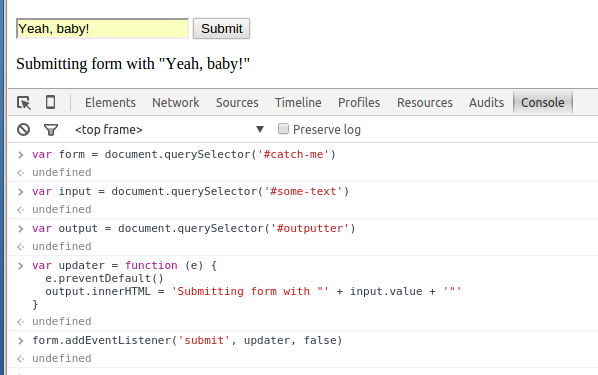 Yeah, baby! Submit
Submitting form with "Yeah, baby!"
Elements Network Sources Timeline Profiles Resources Audits Console
<top frame> Preserve log
var form = document.querySelector('#catch-me')
undefined
var input = document.querySelector('#some-text')
undefined
var output = document.querySelector('#outputter')
undefined
var updater = function (e) {
e.preventDefault()
output.innerHTML = 'Submitting form with "' + input.value + '"'
}
undefined
form.addEventListener('submit', updater, false)
undefined